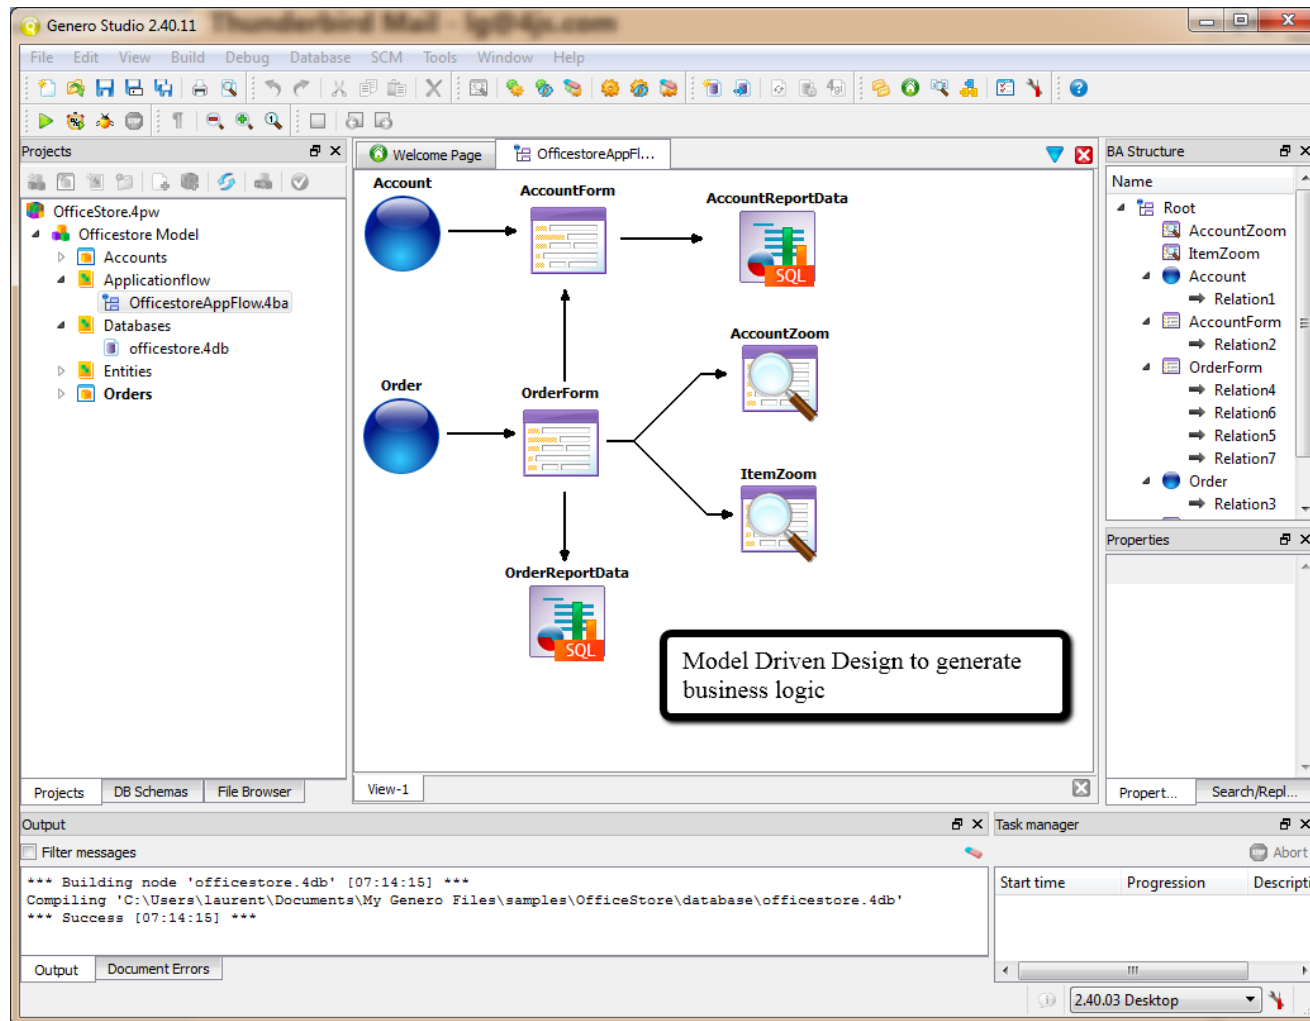 Genero Studio 2.40.11
Thunderbird Mail - lg@4js.com
File Edit View Build Debug Database SCM Tools Window Help
Projects
OfficeStore.4pw
Officestore Model
Accounts
Applicationflow
OfficestoreAppFlow.4ba
Databases
officestore.4db
Entities
Orders
Projects DB Schemas File Browser
Welcome Page OfficestoreAppFl...
Account
AccountForm
AccountReportData
SQL
AccountZoom
Order
OrderForm
ItemZoom
OrderReportData
SQL
Model Driven Design to generate
business logic
View-1
BA Structure
Name
Root
AccountZoom
ItemZoom
Account
Relation1
AccountForm
Relation2
OrderForm
Relation4
Relation6
Relation5
Relation7
Order
Relation3
Properties
Propert... Search/Repl...
Output
Filter messages
*** Building node 'officestore.4db' [07:14:15] ***
Compiling 'C:\Users\laurent\Documents\My Genero Files\samples\OfficeStore\database\officestore.4db'
*** Success [07:14:15] ***
Output Document Errors
Task manager
Abort
Start time Progression Descripti
2.40.03 Desktop